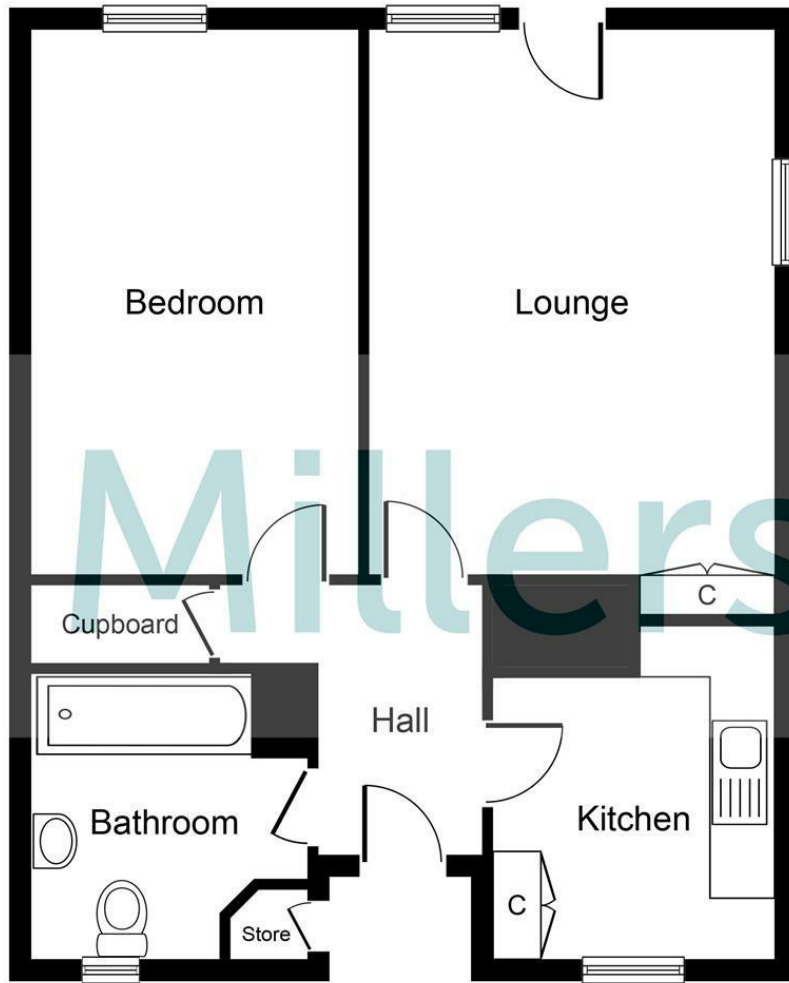 Bedroom
Lounge
Millers
Cupboard
C
Hall
Bathroom
Kitchen
C
Store